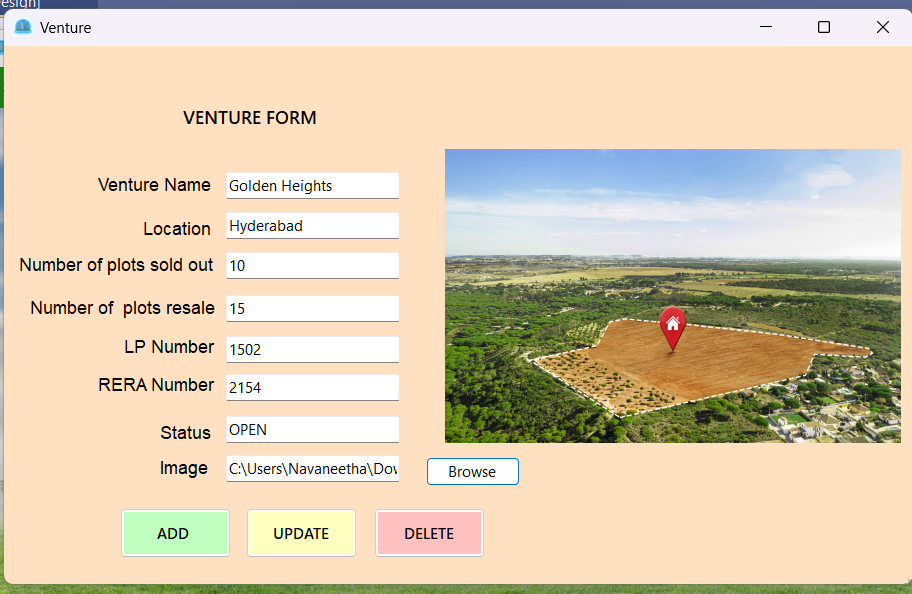 esign]
Venture
VENTURE FORM
Venture Name Golden Heights
Location Hyderabad
Number of plots sold out 10
Number of plots resale 15
LP Number 1502
RERA Number 2154
Status OPEN
Image C:\Users\Navaneetha\Dov
Browse
ADD UPDATE DELETE